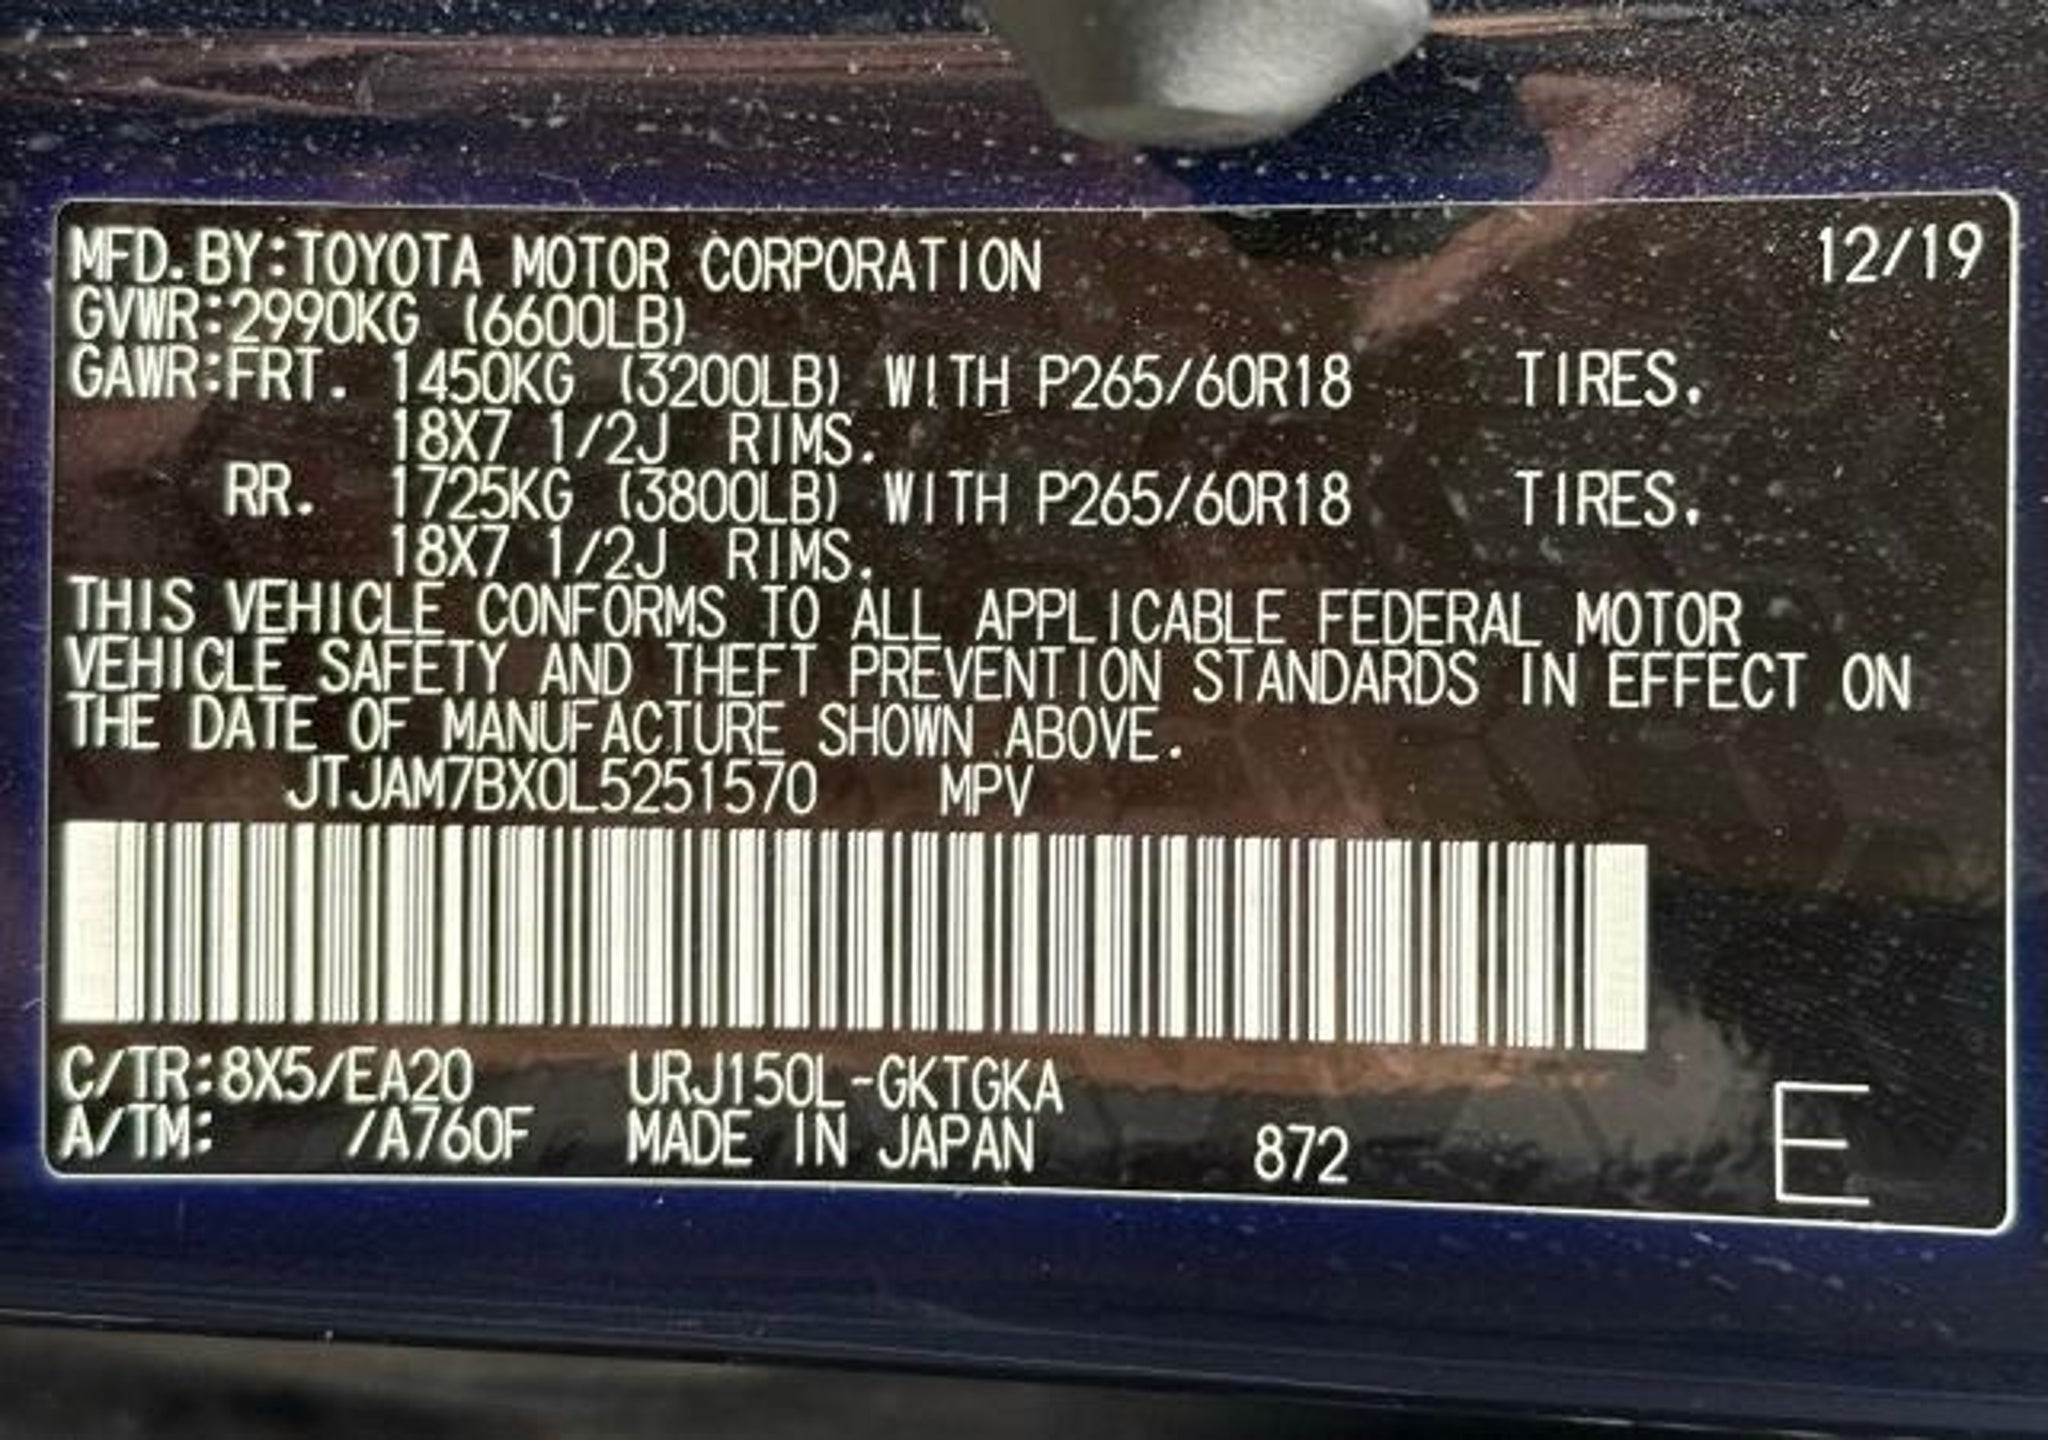 MFD.BY:TOYOTA MOTOR CORPORATION 12/19
GVWR:2990KG (6600LB)
GAWR:FRT. 1450KG (3200LB) WITH P265/60R18 TIRES.
18X7 1/2J RIMS.
RR. 1725KG (3800LB) WITH P265/60R18 TIRES.
18X7 1/2J RIMS.
THIS VEHICLE CONFORMS TO ALL APPLICABLE FEDERAL MOTOR
VEHICLE SAFETY AND THEFT PREVENTION STANDARDS IN EFFECT ON
THE DATE OF MANUFACTURE SHOWN ABOVE.
JTJAM7BX0L5251570 MPV
C/TR:8X5/EA20 URJ150L-GKTGKA
A/TM: /A760F MADE IN JAPAN 872 E